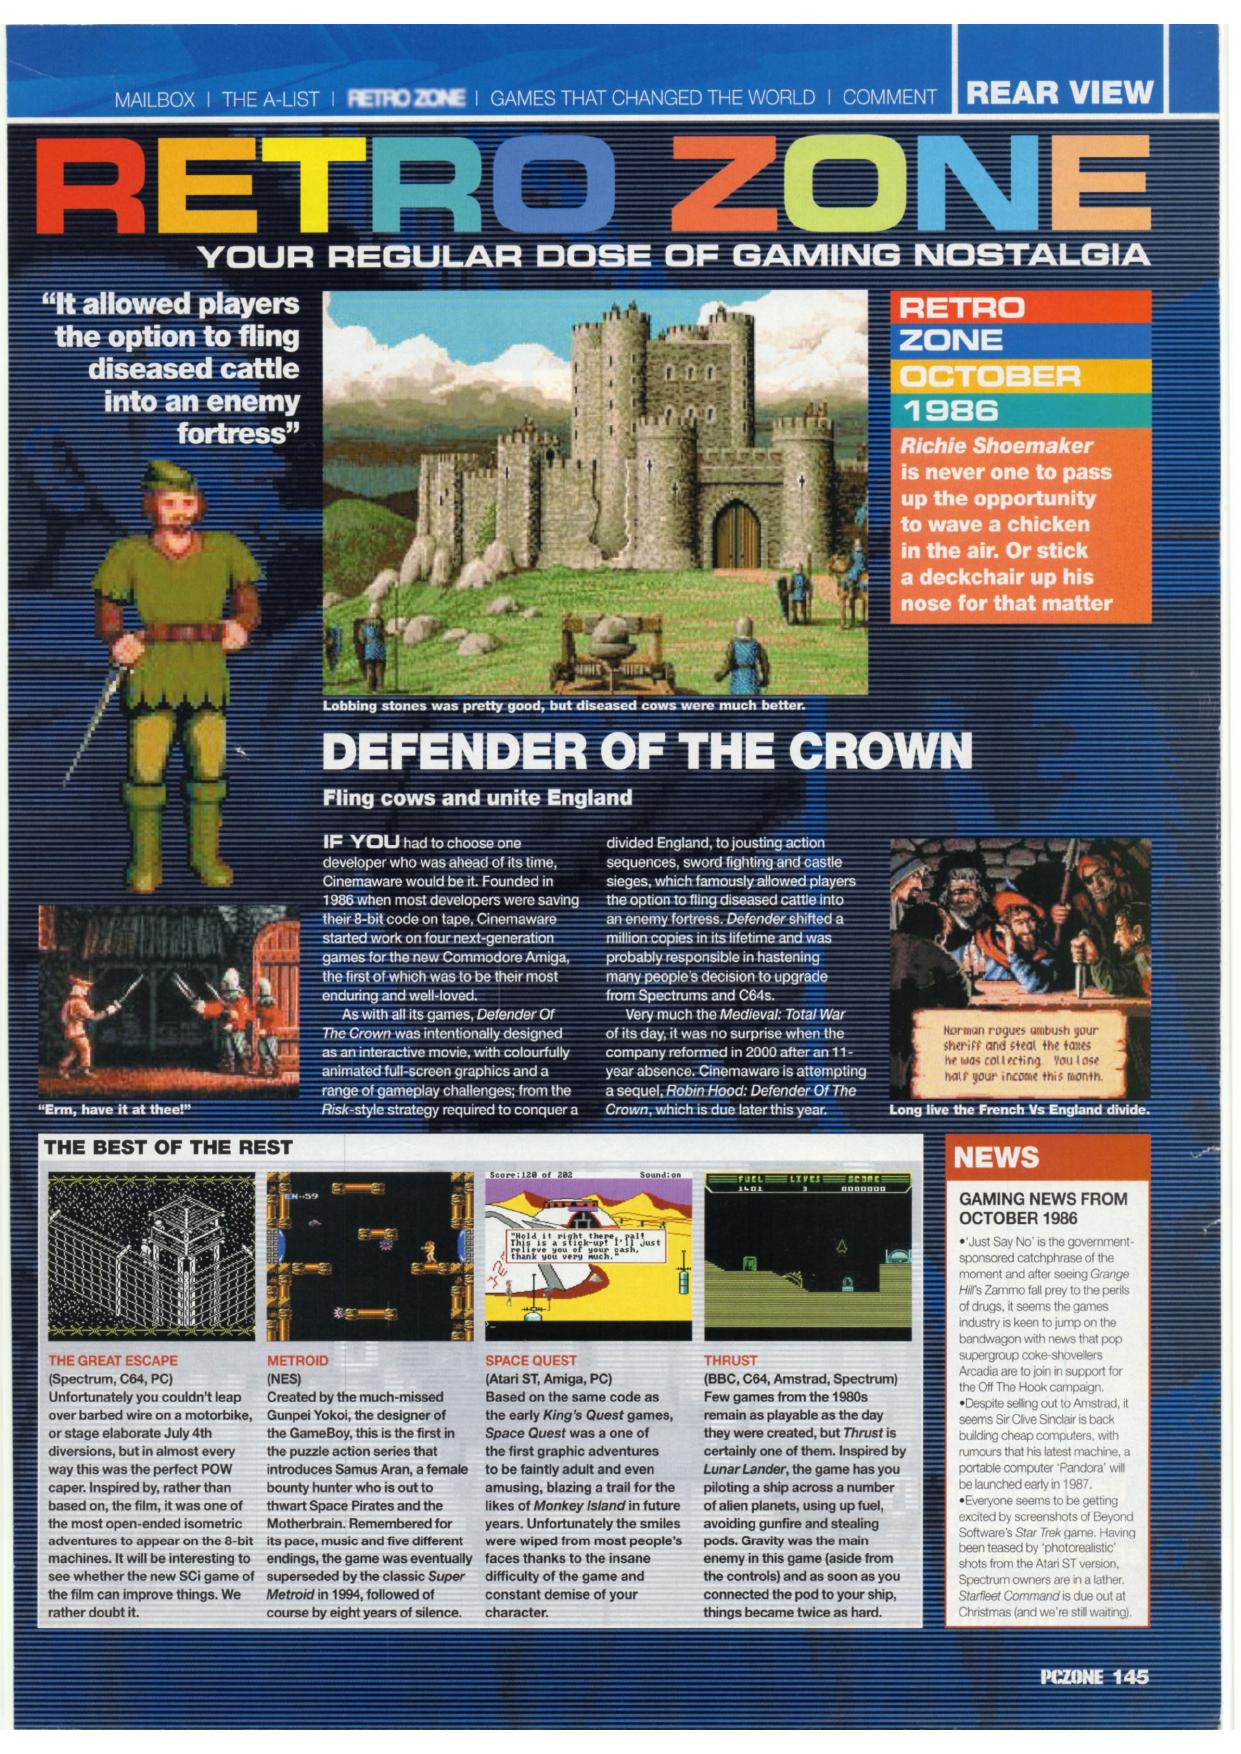 MAILBOX | THE A-LIST | RETRO ZONE | GAMES THAT CHANGED THE WORLD | COMMENT
REAR VIEW
RETRO ZONE
YOUR REGULAR DOSE OF GAMING NOSTALGIA
“It allowed players
the option to fling
diseased cattle
into an enemy
fortress”
RETRO
ZONE
OCTOBER
1986
Richie Shoemaker
is never one to pass
up the opportunity
to wave a chicken
in the air. Or stick
a deckchair up his
nose for that matter
Lobbing stones was pretty good, but diseased cows were much better.
DEFENDER OF THE CROWN
Fling cows and unite England
IF YOU had to choose one
developer who was ahead of its time,
Cinemaware would be it. Founded in
1986 when most developers were saving
their 8-bit code on tape, Cinemaware
started work on four next-generation
games for the new Commodore Amiga,
the first of which was to be their most
enduring and well-loved.
As with all its games, Defender Of
The Crown was intentionally designed
as an interactive movie, with colourfully
animated full-screen graphics and a
range of gameplay challenges; from the
Risk-style strategy required to conquer a
divided England, to jousting action
sequences, sword fighting and castle
sieges, which famously allowed players
the option to fling diseased cattle into
an enemy fortress. Defender shifted a
million copies in its lifetime and was
probably responsible in hastening
many people's decision to upgrade
from Spectrums and C64s.
Very much the Medieval: Total War
of its day, it was no surprise when the
company reformed in 2000 after an 11-
year absence. Cinemaware is attempting
a sequel, Robin Hood: Defender Of The
Crown, which is due later this year.
"Erm, have it at thee!"
Norman rogues ambush your
sheriff and steal the taxes
he was collecting. You lose
half your income this month.
Long live the French Vs England divide.
THE BEST OF THE REST
THE GREAT ESCAPE
(Spectrum, C64, PC)
Unfortunately you couldn't leap
over barbed wire on a motorbike,
or stage elaborate July 4th
diversions, but in almost every
way this was the perfect POW
caper. Inspired by, rather than
based on, the film, it was one of
the most open-ended isometric
adventures to appear on the 8-bit
machines. It will be interesting to
see whether the new SCi game of
the film can improve things. We
rather doubt it.
EN..59
METROID
(NES)
Created by the much-missed
Gunpei Yokoi, the designer of
the GameBoy, this is the first in
the puzzle action series that
introduces Samus Aran, a female
bounty hunter who is out to
thwart Space Pirates and the
Motherbrain. Remembered for
its pace, music and five different
endings, the game was eventually
superseded by the classic Super
Metroid in 1994, followed of
course by eight years of silence.
Score:120 of 202 Sound:on
"Hold it right there, pal!
This is a stick-up! I'll just
relieve you of your cash,
thank you very much."
SPACE QUEST
(Atari ST, Amiga, PC)
Based on the same code as
the early King's Quest games,
Space Quest was a one of
the first graphic adventures
to be faintly adult and even
amusing, blazing a trail for the
likes of Monkey Island in future
years. Unfortunately the smiles
were wiped from most people's
faces thanks to the insane
difficulty of the game and
constant demise of your
character.
FUEL LIVES SCORE
1401 3 0000000
THRUST
(BBC, C64, Amstrad, Spectrum)
Few games from the 1980s
remain as playable as the day
they were created, but Thrust is
certainly one of them. Inspired by
Lunar Lander, the game has you
piloting a ship across a number
of alien planets, using up fuel,
avoiding gunfire and stealing
pods. Gravity was the main
enemy in this game (aside from
the controls) and as soon as you
connected the pod to your ship,
things became twice as hard.
NEWS
GAMING NEWS FROM
OCTOBER 1986
•'Just Say No' is the government-
sponsored catchphrase of the
moment and after seeing Grange
Hill's Zammo fall prey to the perils
of drugs, it seems the games
industry is keen to jump on the
bandwagon with news that pop
supergroup coke-shovellers
Arcadia are to join in support for
the Off The Hook campaign.
•Despite selling out to Amstrad, it
seems Sir Clive Sinclair is back
building cheap computers, with
rumours that his latest machine, a
portable computer 'Pandora' will
be launched early in 1987.
•Everyone seems to be getting
excited by screenshots of Beyond
Software's Star Trek game. Having
been teased by 'photorealistic'
shots from the Atari ST version,
Spectrum owners are in a lather.
Starfleet Command is due out at
Christmas (and we're still waiting).
PCZONE 145